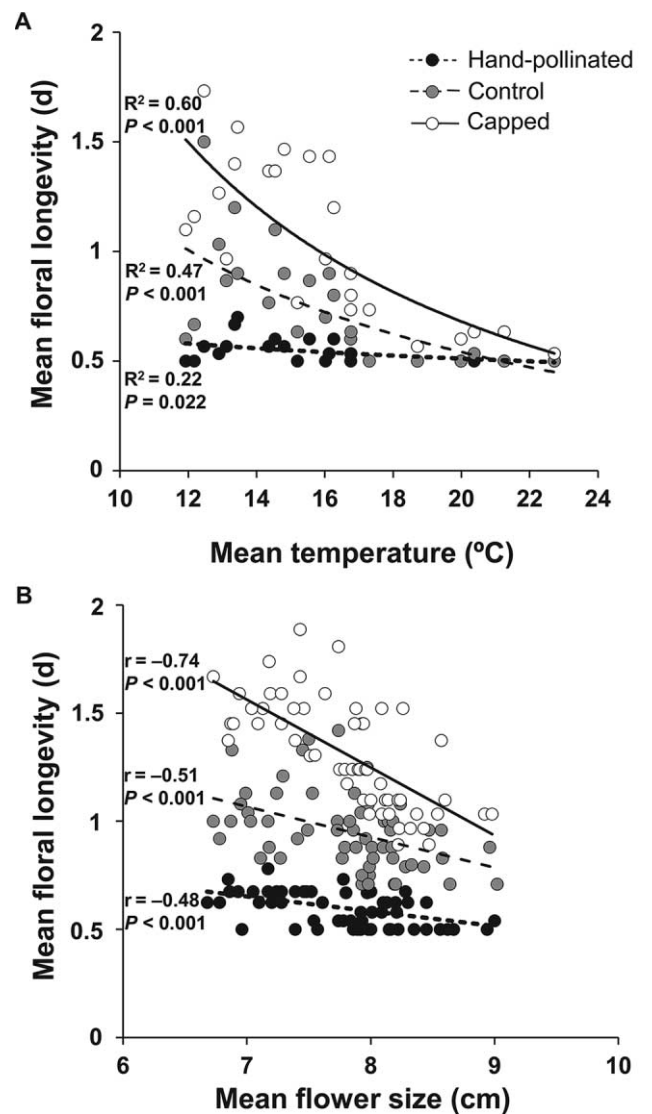 A
Mean floral longevity (d)
2
1.5
1
0.5
0
Hand-pollinated
Control
Capped
R² = 0.60
P < 0.001
R² = 0.47
P < 0.001
R² = 0.22
P = 0.022
10 12 14 16 18 20 22 24
Mean temperature (ºC)
B
Mean floral longevity (d)
2
1.5
1
0.5
0
r = –0.74
P < 0.001
r = –0.51
P < 0.001
r = –0.48
P < 0.001
6 7 8 9 10
Mean flower size (cm)